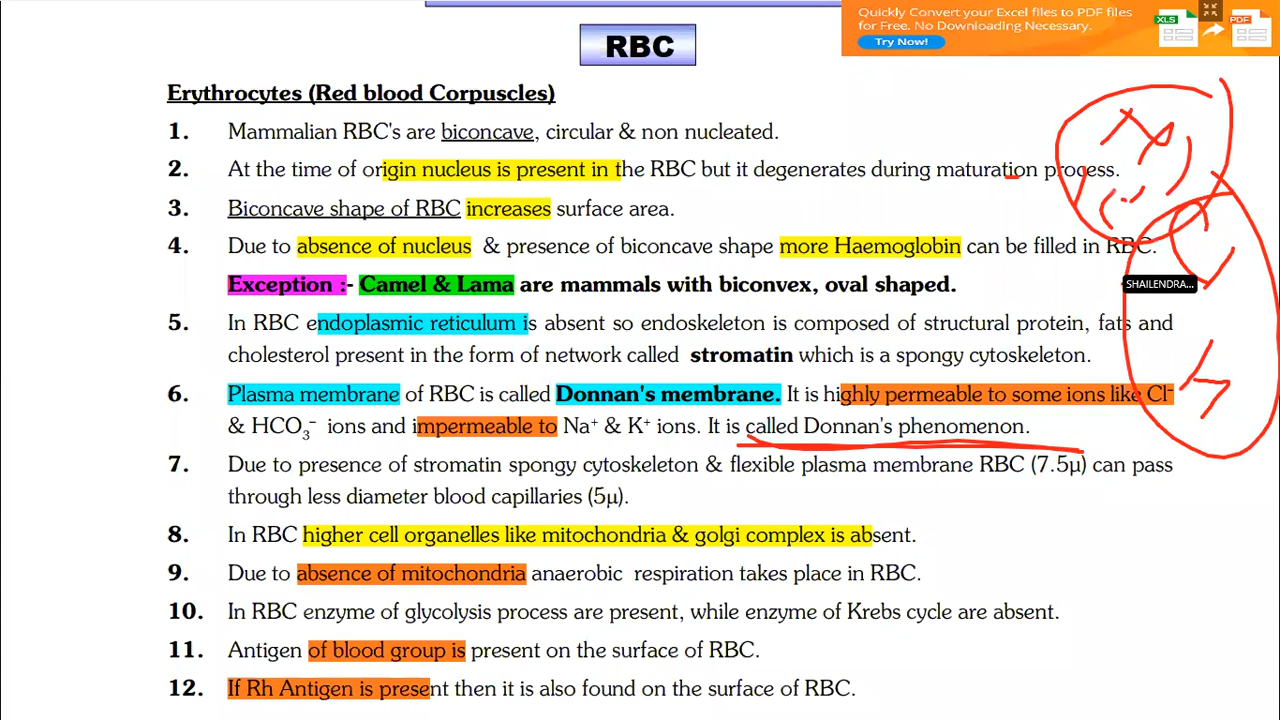 Quickly Convert your Excel files to PDF files
for Free. No Downloading Necessary.
Try Now!
XLS
PDF
RBC
Erythrocytes (Red blood Corpuscles)
1. Mammalian RBC's are biconcave, circular & non nucleated.
2. At the time of origin nucleus is present in the RBC but it degenerates during maturation process.
3. Biconcave shape of RBC increases surface area.
4. Due to absence of nucleus & presence of biconcave shape more Haemoglobin can be filled in RBC.
Exception :- Camel & Lama are mammals with biconvex, oval shaped.
SHAILENDRA...
5. In RBC endoplasmic reticulum is absent so endoskeleton is composed of structural protein, fats and
cholesterol present in the form of network called stromatin which is a spongy cytoskeleton.
6. Plasma membrane of RBC is called Donnan's membrane. It is highly permeable to some ions like Cl⁻
& HCO₃⁻ ions and impermeable to Na⁺ & K⁺ ions. It is called Donnan's phenomenon.
7. Due to presence of stromatin spongy cytoskeleton & flexible plasma membrane RBC (7.5µ) can pass
through less diameter blood capillaries (5µ).
8. In RBC higher cell organelles like mitochondria & golgi complex is absent.
9. Due to absence of mitochondria anaerobic respiration takes place in RBC.
10. In RBC enzyme of glycolysis process are present, while enzyme of Krebs cycle are absent.
11. Antigen of blood group is present on the surface of RBC.
12. If Rh Antigen is present then it is also found on the surface of RBC.